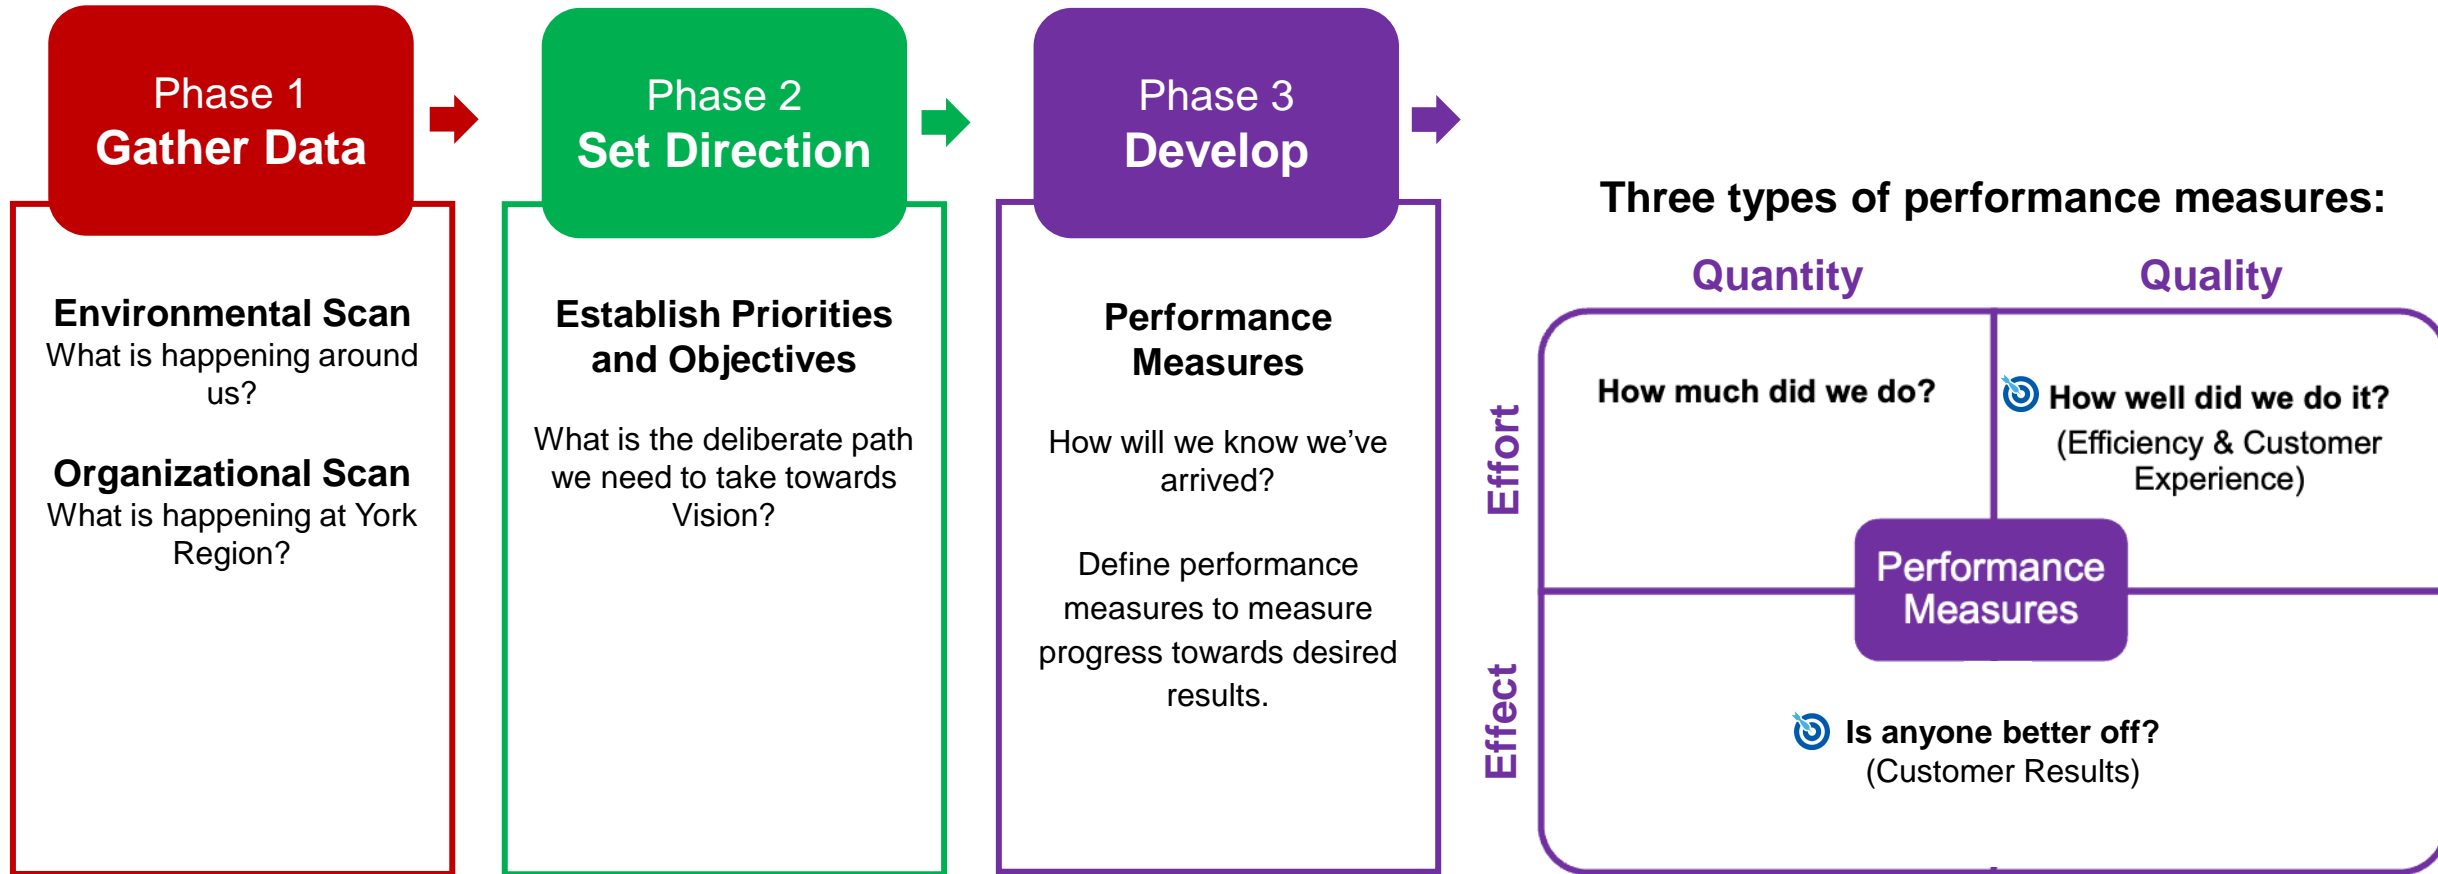 Phase 1
Gather Data
Environmental Scan
What is happening around
us?
Organizational Scan
What is happening at York
Region?
Phase 2
Set Direction
Establish Priorities
and Objectives
What is the deliberate path
we need to take towards
Vision?
Phase 3
Develop
Performance
Measures
How will we know we’ve
arrived?
Define performance
measures to measure
progress towards desired
results.
Three types of performance measures:
Quantity
Quality
Effort
How much did we do?
How well did we do it?
(Efficiency & Customer
Experience)
Performance
Measures
Effect
Is anyone better off?
(Customer Results)